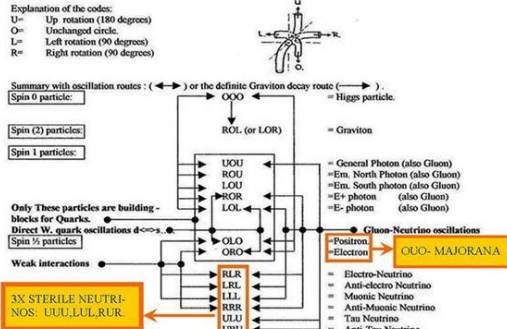 Explanation of the codes:
U= Up rotation (180 degrees)
O= Unchanged circle.
L= Left rotation (90 degrees)
R= Right rotation (90 degrees)
U
L R.
O.
Summary with oscillation routes : ( ) or the definite Graviton decay route ( ) .
Spin 0 particle: OOO = Higgs particle.
Spin (2) particles: ROL (or LOR) = Graviton
Spin 1 particles:
UOU = General Photon (also Gluon)
ROU =Em. North Photon (also Gluon)
LOU =Em. South photon (also Gluon)
ROR =E+ photon (also Gluon)
LOL =E- photon (also Gluon)
Only These particles are building -
blocks for Quarks.
Direct W. quark oscillations d<=>s.. Gluon-Neutrino oscillations
Spin ½ particles OLO =Positron.
ORO =Electron OUO- MAJORANA
Weak interactions
RLR = Electro-Neutrino
LRL = Anti-electro Neutrino
LLL = Muonic Neutrino
RRR = Anti-Muonic Neutrino
ULU = Tau Neutrino
URU = Anti-Tau Neutrino
3X STERILE NEUTRI-
NOS: UUU,LUL,RUR.